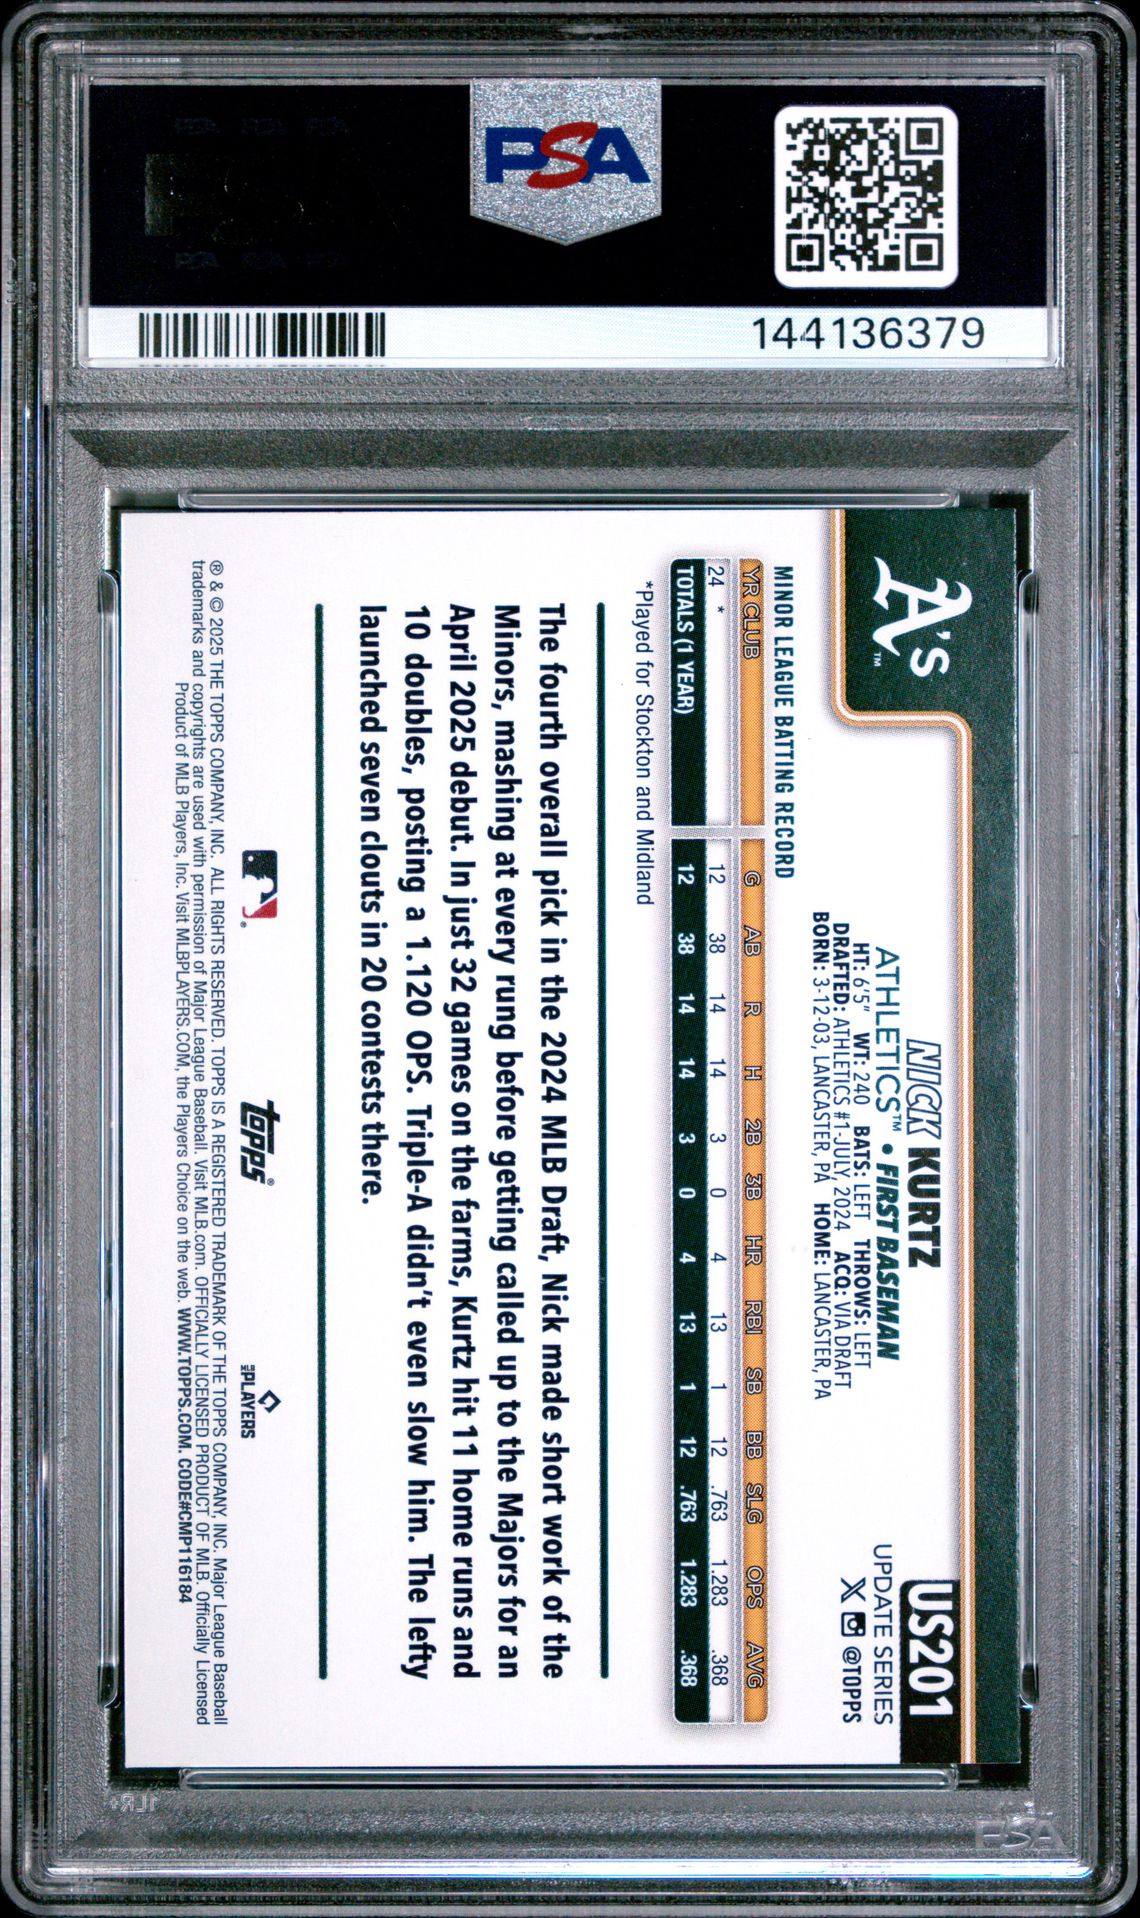 PSA
144136379
A's™
US201
UPDATE SERIES
X @TOPPS
NICK KURTZ
ATHLETICS™ • FIRST BASEMAN
HT: 6'5" WT: 240 BATS: LEFT THROWS: LEFT
DRAFTED: ATHLETICS #1-JULY, 2024 ACQ: VIA DRAFT
BORN: 3-12-03, LANCASTER, PA HOME: LANCASTER, PA
MINOR LEAGUE BATTING RECORD
YR CLUB G AB R H 2B 3B HR RBI SB BB SLG OPS AVG
24 * 12 38 14 14 3 0 4 13 1 12 .763 1.283 .368
TOTALS (1 YEAR) 12 38 14 14 3 0 4 13 1 12 .763 1.283 .368
*Played for Stockton and Midland
The fourth overall pick in the 2024 MLB Draft, Nick made short work of the
Minors, mashing at every rung before getting called up to the Majors for an
April 2025 debut. In just 32 games on the farms, Kurtz hit 11 home runs and
10 doubles, posting a 1.120 OPS. Triple-A didn't even slow him. The lefty
launched seven clouts in 20 contests there.
topps®
MLB PLAYERS
® & © 2025 THE TOPPS COMPANY, INC. ALL RIGHTS RESERVED. TOPPS IS A REGISTERED TRADEMARK OF THE TOPPS COMPANY, INC. Major League Baseball
trademarks and copyrights are used with permission of Major League Baseball. Visit MLB.com. OFFICIALLY LICENSED PRODUCT OF MLB. Officially Licensed
Product of MLB Players, Inc. Visit MLBPLAYERS.COM, the Players Choice on the web. WWW.TOPPS.COM. CODE#CMP116184
1LR+
PSA